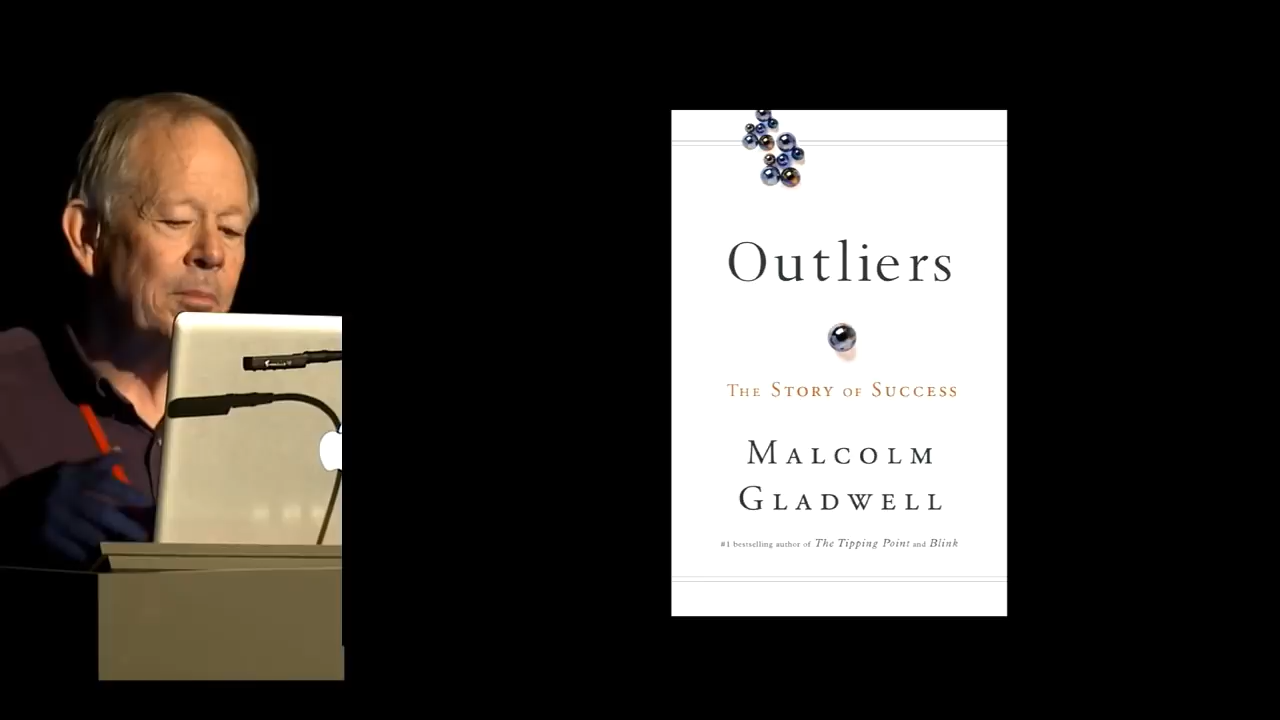 Outliers
THE STORY OF SUCCESS
MALCOLM
GLADWELL
#1 bestselling author of The Tipping Point and Blink